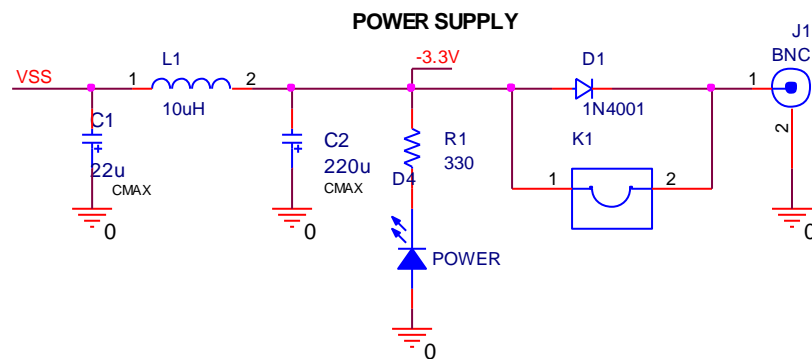 POWER SUPPLY
J1
BNC
L1
-3.3V
D1
VSS
1
2
1
10uH
1N4001
C1
C2
R1
K1
2
22u
220u
330
CMAX
CMAX
D4
1
2
0
0
0
POWER
0